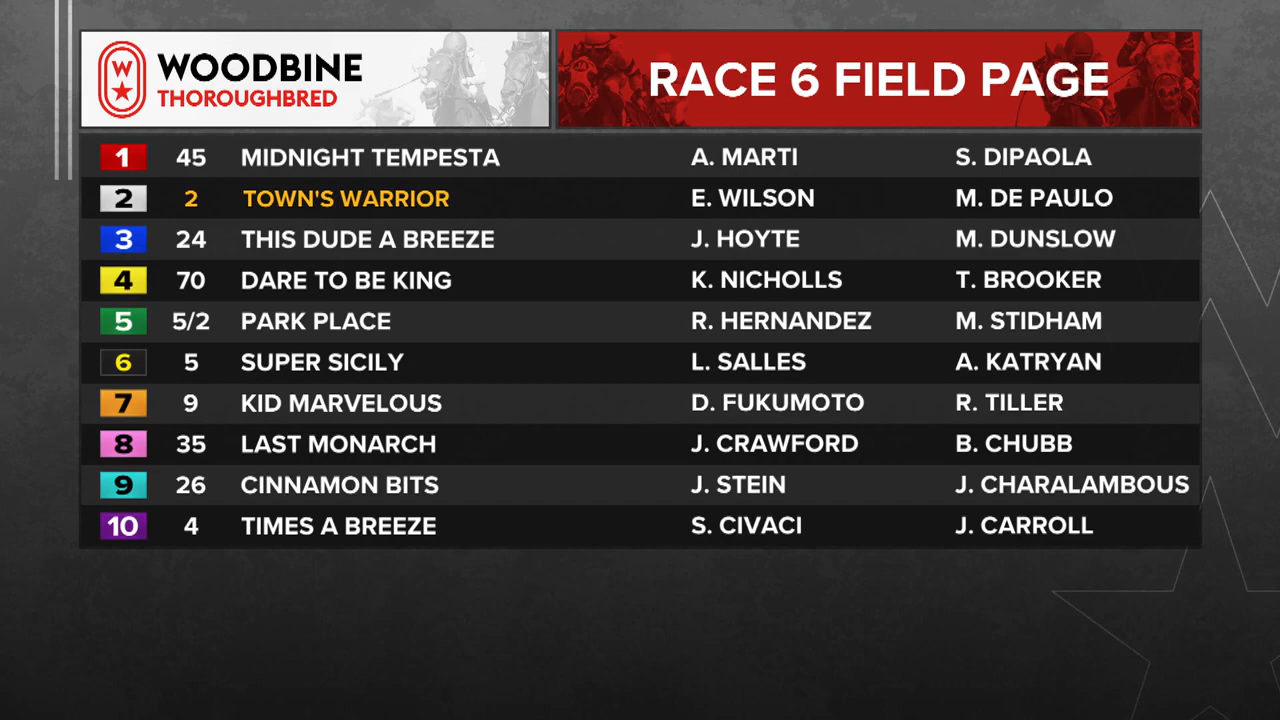 W
WOODBINE
THOROUGHBRED
RACE 6 FIELD PAGE
1 45 MIDNIGHT TEMPESTA A. MARTI S. DIPAOLA
2 2 TOWN'S WARRIOR E. WILSON M. DE PAULO
3 24 THIS DUDE A BREEZE J. HOYTE M. DUNSLOW
4 70 DARE TO BE KING K. NICHOLLS T. BROOKER
5 5/2 PARK PLACE R. HERNANDEZ M. STIDHAM
6 5 SUPER SICILY L. SALLES A. KATRYAN
7 9 KID MARVELOUS D. FUKUMOTO R. TILLER
8 35 LAST MONARCH J. CRAWFORD B. CHUBB
9 26 CINNAMON BITS J. STEIN J. CHARALAMBOUS
10 4 TIMES A BREEZE S. CIVACI J. CARROLL